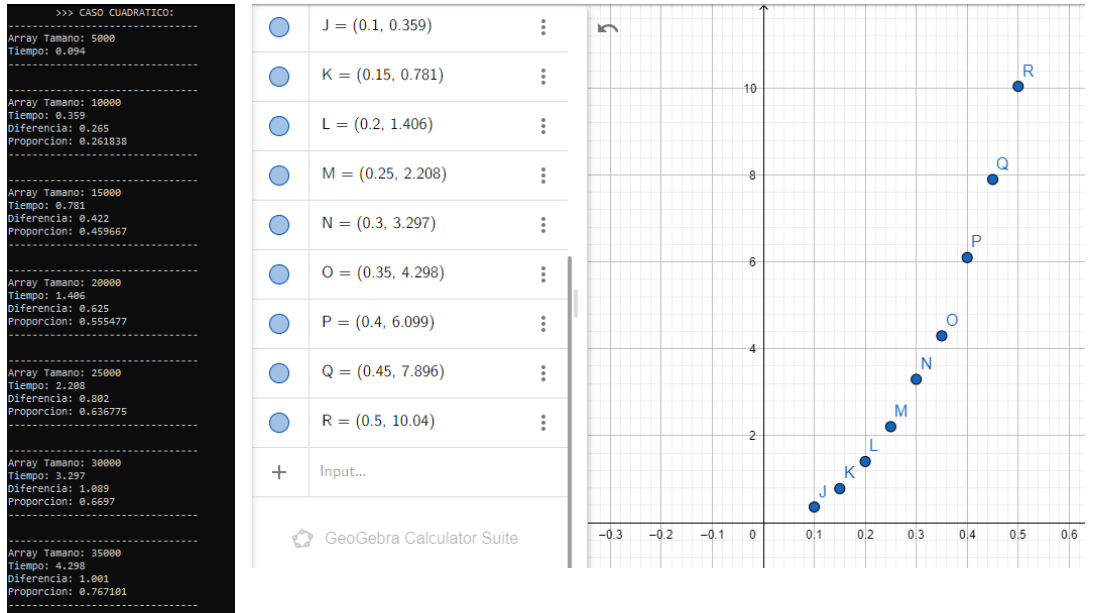 >>> CASO CUADRATICO:
--------------------------------
Array Tamano: 5000
Tiempo: 0.094
--------------------------------
--------------------------------
Array Tamano: 10000
Tiempo: 0.359
Diferencia: 0.265
Proporcion: 0.261838
--------------------------------
--------------------------------
Array Tamano: 15000
Tiempo: 0.781
Diferencia: 0.422
Proporcion: 0.459667
--------------------------------
--------------------------------
Array Tamano: 20000
Tiempo: 1.406
Diferencia: 0.625
Proporcion: 0.555477
--------------------------------
--------------------------------
Array Tamano: 25000
Tiempo: 2.208
Diferencia: 0.802
Proporcion: 0.636775
--------------------------------
--------------------------------
Array Tamano: 30000
Tiempo: 3.297
Diferencia: 1.089
Proporcion: 0.6697
--------------------------------
--------------------------------
Array Tamano: 35000
Tiempo: 4.298
Diferencia: 1.001
Proporcion: 0.767101
--------------------------------
J = (0.1, 0.359)
K = (0.15, 0.781)
L = (0.2, 1.406)
M = (0.25, 2.208)
N = (0.3, 3.297)
O = (0.35, 4.298)
P = (0.4, 6.099)
Q = (0.45, 7.896)
R = (0.5, 10.04)
+ Input...
GeoGebra Calculator Suite
R
10
Q
8
P
6
O
4
N
M
2
L
K
J
−0.3 −0.2 −0.1 0 0.1 0.2 0.3 0.4 0.5 0.6